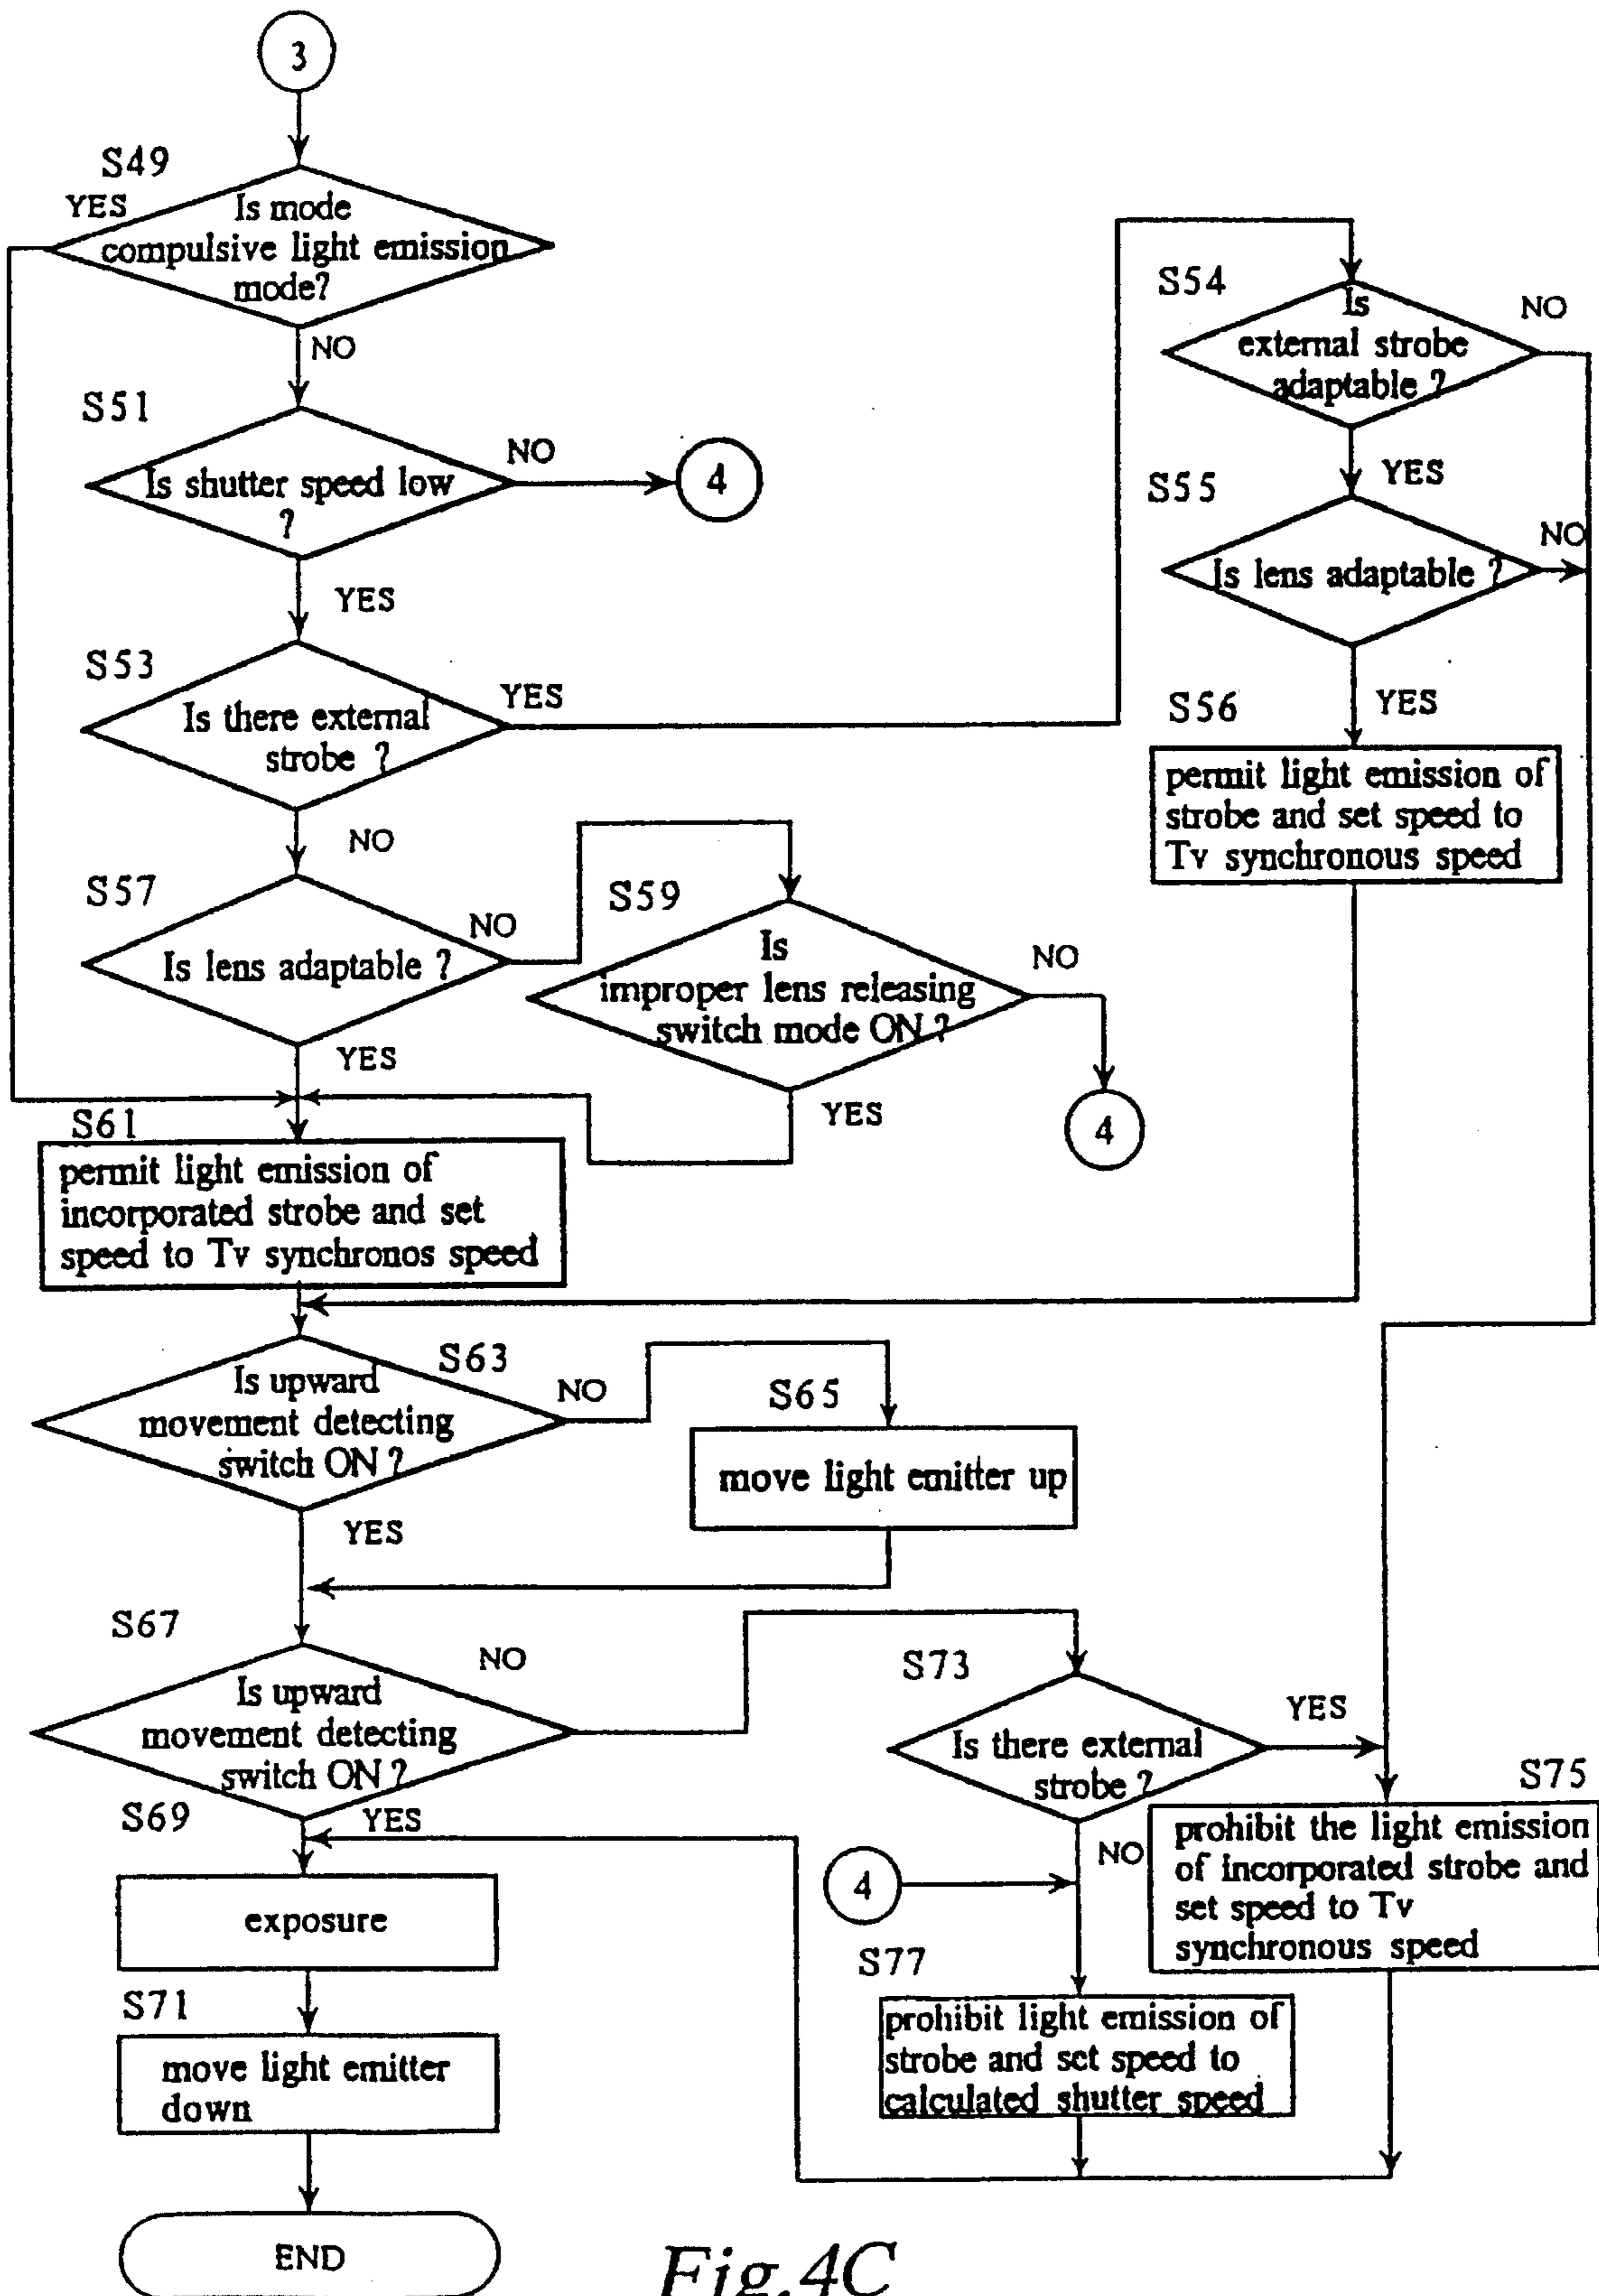 3
S49
YES
Is mode
compulsive light emission
mode?
NO
S51
Is shutter speed low
?
NO
4
YES
S53
Is there external
strobe ?
YES
NO
S54
Is
external strobe
adaptable ?
NO
YES
S55
Is lens adaptable ?
NO
YES
S56
permit light emission of
strobe and set speed to
Tv synchronous speed
S57
Is lens adaptable ?
NO
YES
S59
Is
improper lens releasing
switch mode ON ?
NO
YES
4
S61
permit light emission of
incorporated strobe and set
speed to Tv synchronos speed
S63
Is upward
movement detecting
switch ON ?
NO
YES
S65
move light emitter up
S67
Is upward
movement detecting
switch ON ?
NO
YES
S73
Is there external
strobe ?
YES
NO
S75
prohibit the light emission
of incorporated strobe and
set speed to Tv
synchronous speed
4
S77
prohibit light emission of
strobe and set speed to
calculated shutter speed
S69
exposure
S71
move light emitter
down
END
Fig.4C